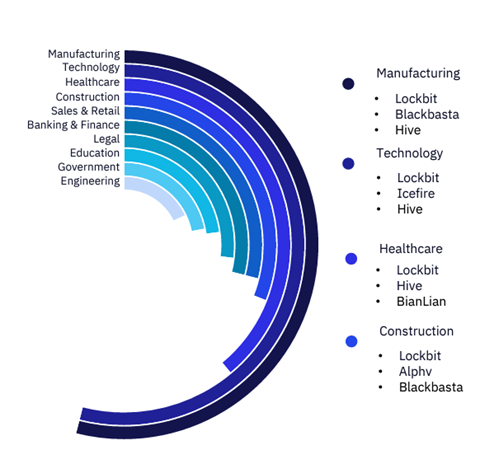 Manufacturing
Technology
Healthcare
Construction
Sales & Retail
Banking & Finance
Legal
Education
Government
Engineering
Manufacturing
• Lockbit
• Blackbasta
• Hive
Technology
• Lockbit
• Icefire
• Hive
Healthcare
• Lockbit
• Hive
• BianLian
Construction
• Lockbit
• Alphv
• Blackbasta